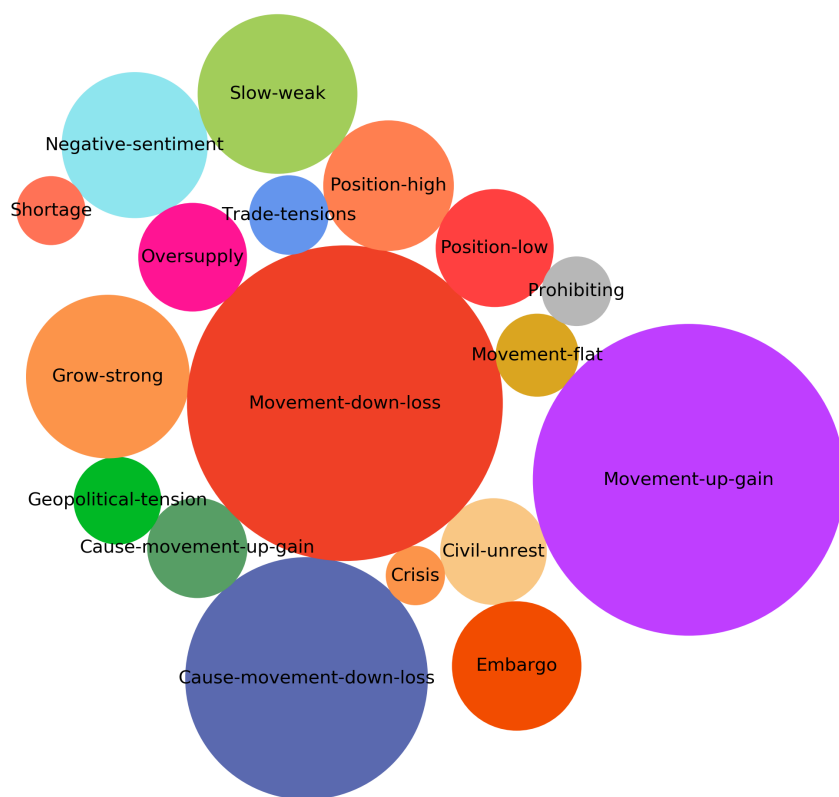 Slow-weak
Negative-sentiment
Position-high
Shortage
Trade-tensions
Position-low
Oversupply
Prohibiting
Movement-flat
Grow-strong
Movement-down-loss
Movement-up-gain
Geopolitical-tension
Cause-movement-up-gain
Civil-unrest
Crisis
Embargo
Cause-movement-down-loss